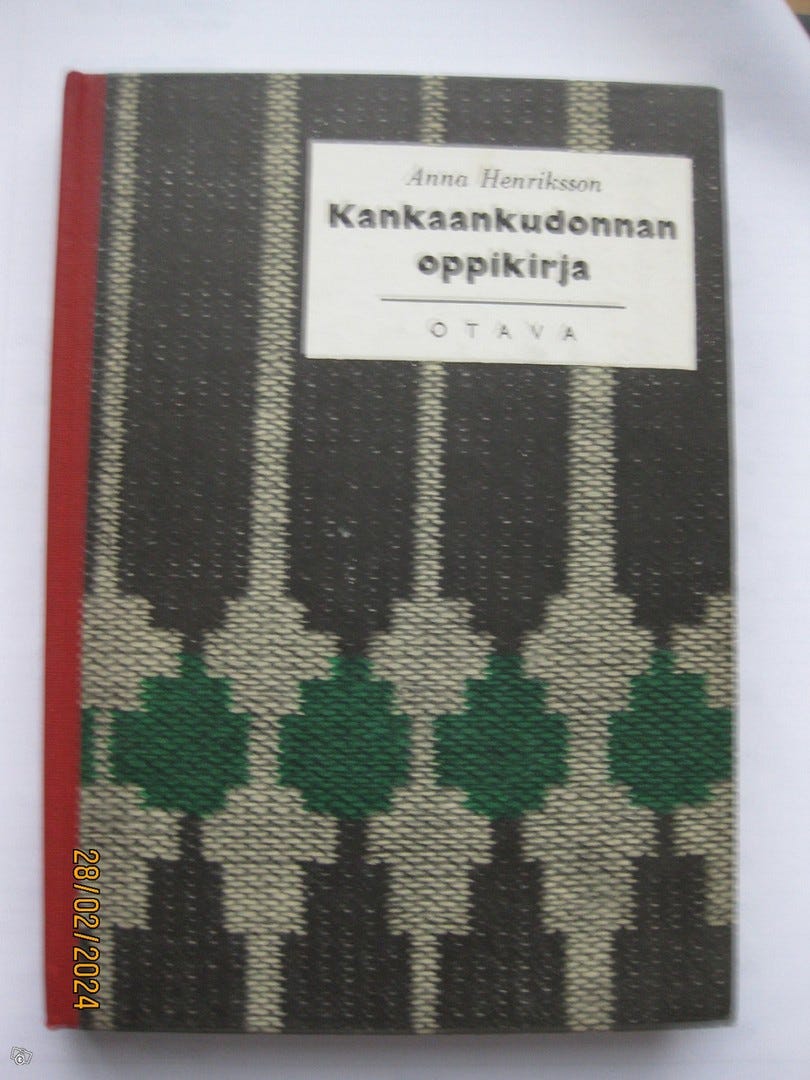 Anna Henriksson
Kankaankudonnan
oppikirja
OTAVA
28/02/2024